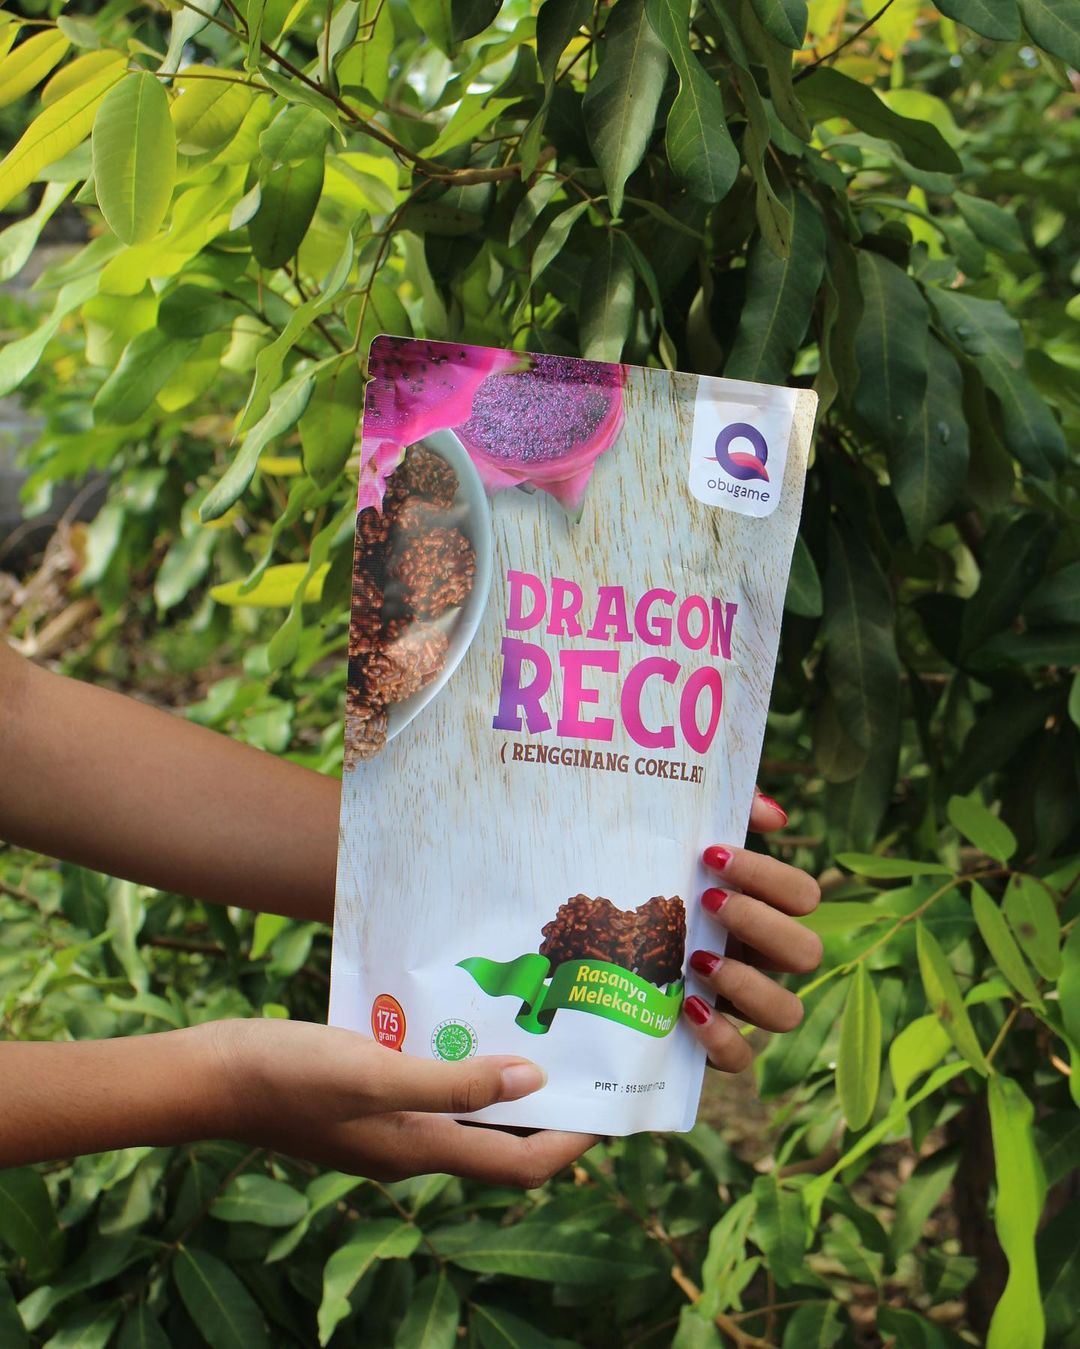 obugame
DRAGON
RECO
( RENGGINANG COKELAT
Rasanya
Melekat Di Hati
175
gram
PIRT :